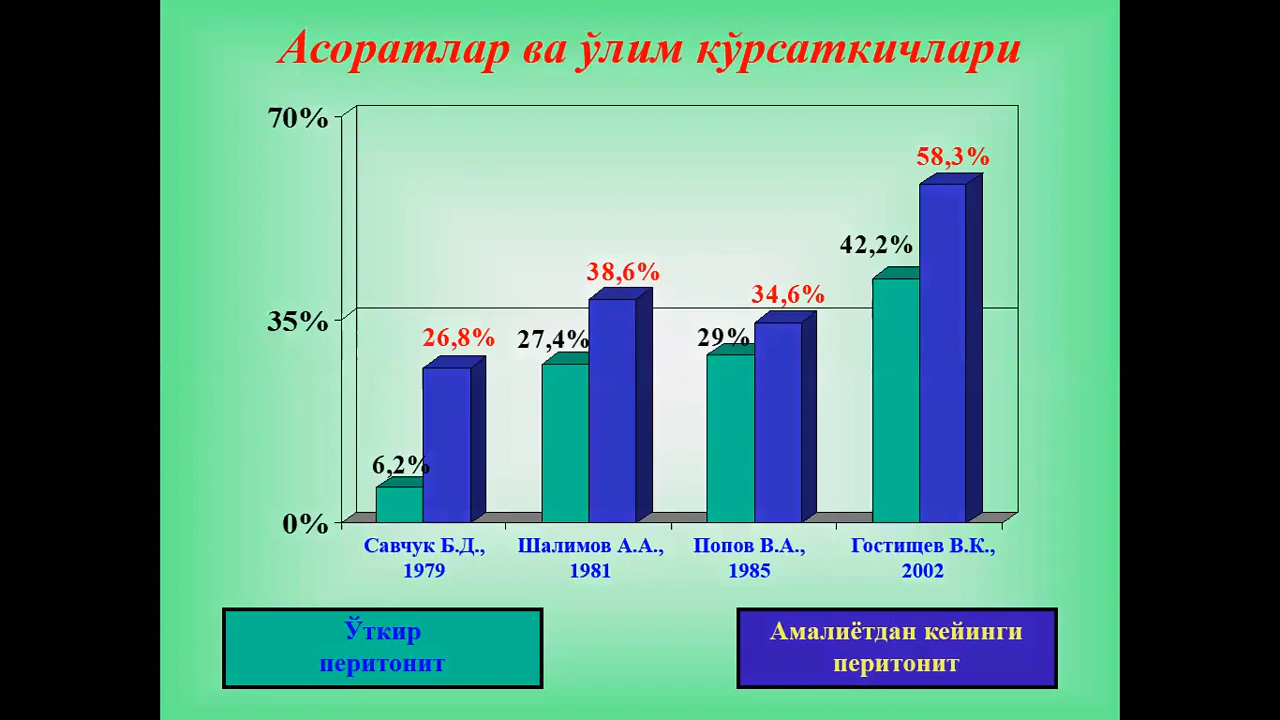 Асоратлар ва ўлим кўрсаткичлари
70%
58,3%
42,2%
38,6%
34,6%
35%
26,8%
27,4%
29%
6,2%
0%
Савчук Б.Д.,
1979
Шалимов А.А.,
1981
Попов В.А.,
1985
Гостищев В.К.,
2002
Ўткир
перитонит
Амалиётдан кейинги
перитонит